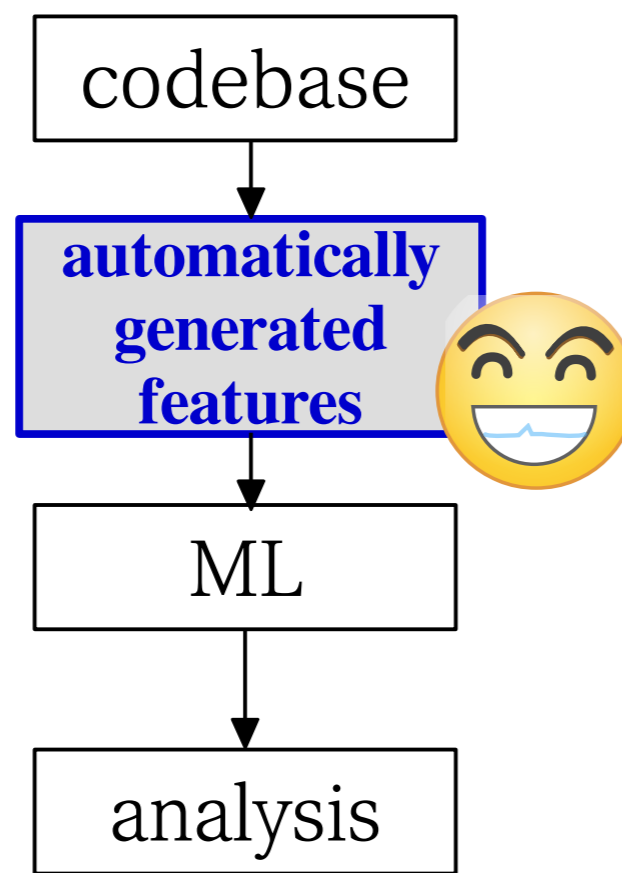 codebase
automatically
generated
features
ML
analysis